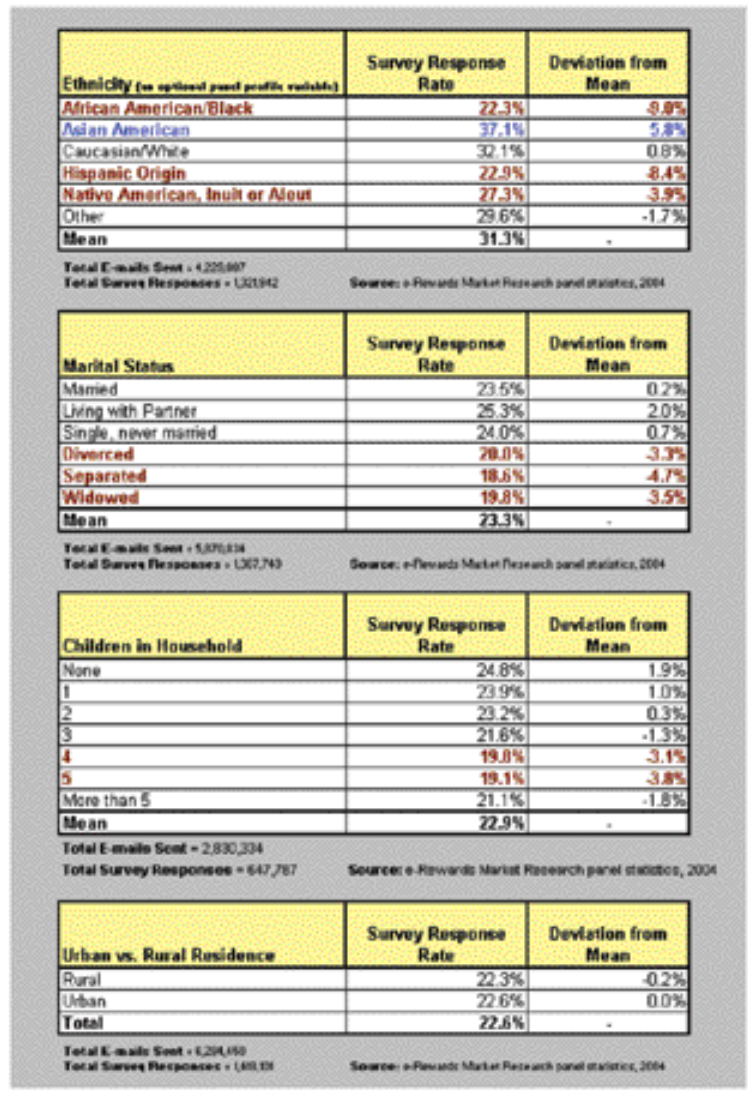 Ethnicity (an optional panel profile variable) Survey Response Rate Deviation from Mean
African American/Black 22.3% -9.0%
Asian American 37.1% 5.8%
Caucasian/White 32.1% 0.8%
Hispanic Origin 22.9% -8.4%
Native American, Inuit or Aleut 27.3% -3.9%
Other 29.6% -1.7%
Mean 31.3% -
Total E-mails Sent =
Total Survey Responses = Source: e-Rewards Market Research panel statistics, 2004
Marital Status Survey Response Rate Deviation from Mean
Married 23.5% 0.2%
Living with Partner 25.3% 2.0%
Single, never married 24.0% 0.7%
Divorced 20.0% -3.3%
Separated 18.6% -4.7%
Widowed 19.8% -3.5%
Mean 23.3% -
Total E-mails Sent =
Total Survey Responses = Source: e-Rewards Market Research panel statistics, 2004
Children in Household Survey Response Rate Deviation from Mean
None 24.8% 1.9%
1 23.9% 1.0%
2 23.2% 0.3%
3 21.6% -1.3%
4 19.8% -3.1%
5 19.1% -3.8%
More than 5 21.1% -1.8%
Mean 22.9% -
Total E-mails Sent = 2,830,334
Total Survey Responses = 647,787 Source: e-Rewards Market Research panel statistics, 2004
Urban vs. Rural Residence Survey Response Rate Deviation from Mean
Rural 22.3% -0.2%
Urban 22.6% 0.0%
Total 22.6% -
Total E-mails Sent =
Total Survey Responses = Source: e-Rewards Market Research panel statistics, 2004